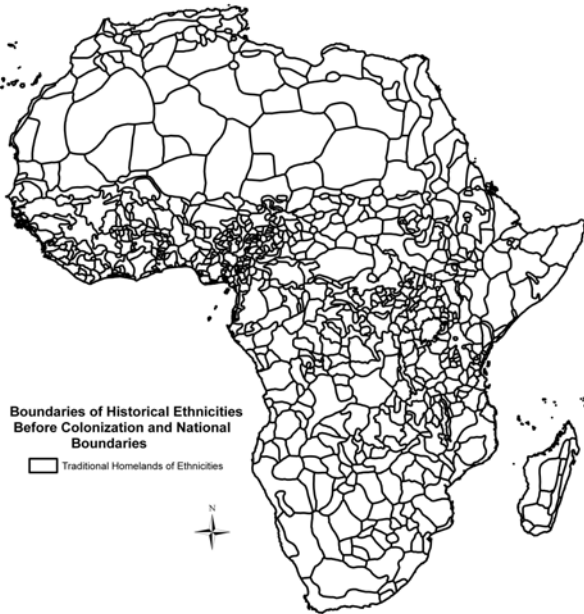 Boundaries of Historical Ethnicities
Before Colonization and National
Boundaries
Traditional Homelands of Ethnicities
N